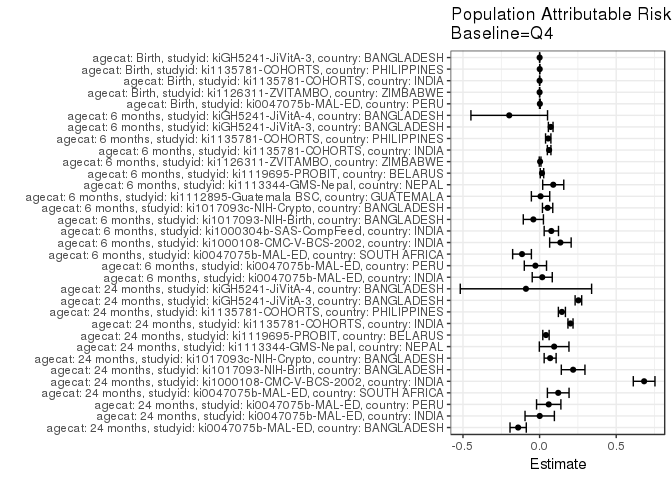 Population Attributable Risk
Baseline=Q4
agecat: Birth, studyid: kiGH5241-JiVitA-3, country: BANGLADESH
agecat: Birth, studyid: ki1135781-COHORTS, country: PHILIPPINES
agecat: Birth, studyid: ki1135781-COHORTS, country: INDIA
agecat: Birth, studyid: ki1126311-ZVITAMBO, country: ZIMBABWE
agecat: Birth, studyid: ki0047075b-MAL-ED, country: PERU
agecat: 6 months, studyid: kiGH5241-JiVitA-4, country: BANGLADESH
agecat: 6 months, studyid: kiGH5241-JiVitA-3, country: BANGLADESH
agecat: 6 months, studyid: ki1135781-COHORTS, country: PHILIPPINES
agecat: 6 months, studyid: ki1135781-COHORTS, country: INDIA
agecat: 6 months, studyid: ki1126311-ZVITAMBO, country: ZIMBABWE
agecat: 6 months, studyid: ki1119695-PROBIT, country: BELARUS
agecat: 6 months, studyid: ki1113344-GMS-Nepal, country: NEPAL
agecat: 6 months, studyid: ki1112895-Guatemala BSC, country: GUATEMALA
agecat: 6 months, studyid: ki1017093c-NIH-Crypto, country: BANGLADESH
agecat: 6 months, studyid: ki1017093-NIH-Birth, country: BANGLADESH
agecat: 6 months, studyid: ki1000304b-SAS-CompFeed, country: INDIA
agecat: 6 months, studyid: ki1000108-CMC-V-BCS-2002, country: INDIA
agecat: 6 months, studyid: ki0047075b-MAL-ED, country: SOUTH AFRICA
agecat: 6 months, studyid: ki0047075b-MAL-ED, country: PERU
agecat: 6 months, studyid: ki0047075b-MAL-ED, country: INDIA
agecat: 24 months, studyid: kiGH5241-JiVitA-4, country: BANGLADESH
agecat: 24 months, studyid: kiGH5241-JiVitA-3, country: BANGLADESH
agecat: 24 months, studyid: ki1135781-COHORTS, country: PHILIPPINES
agecat: 24 months, studyid: ki1135781-COHORTS, country: INDIA
agecat: 24 months, studyid: ki1119695-PROBIT, country: BELARUS
agecat: 24 months, studyid: ki1113344-GMS-Nepal, country: NEPAL
agecat: 24 months, studyid: ki1017093c-NIH-Crypto, country: BANGLADESH
agecat: 24 months, studyid: ki1017093-NIH-Birth, country: BANGLADESH
agecat: 24 months, studyid: ki1000108-CMC-V-BCS-2002, country: INDIA
agecat: 24 months, studyid: ki0047075b-MAL-ED, country: SOUTH AFRICA
agecat: 24 months, studyid: ki0047075b-MAL-ED, country: PERU
agecat: 24 months, studyid: ki0047075b-MAL-ED, country: INDIA
agecat: 24 months, studyid: ki0047075b-MAL-ED, country: BANGLADESH
-0.5 0.0 0.5
Estimate